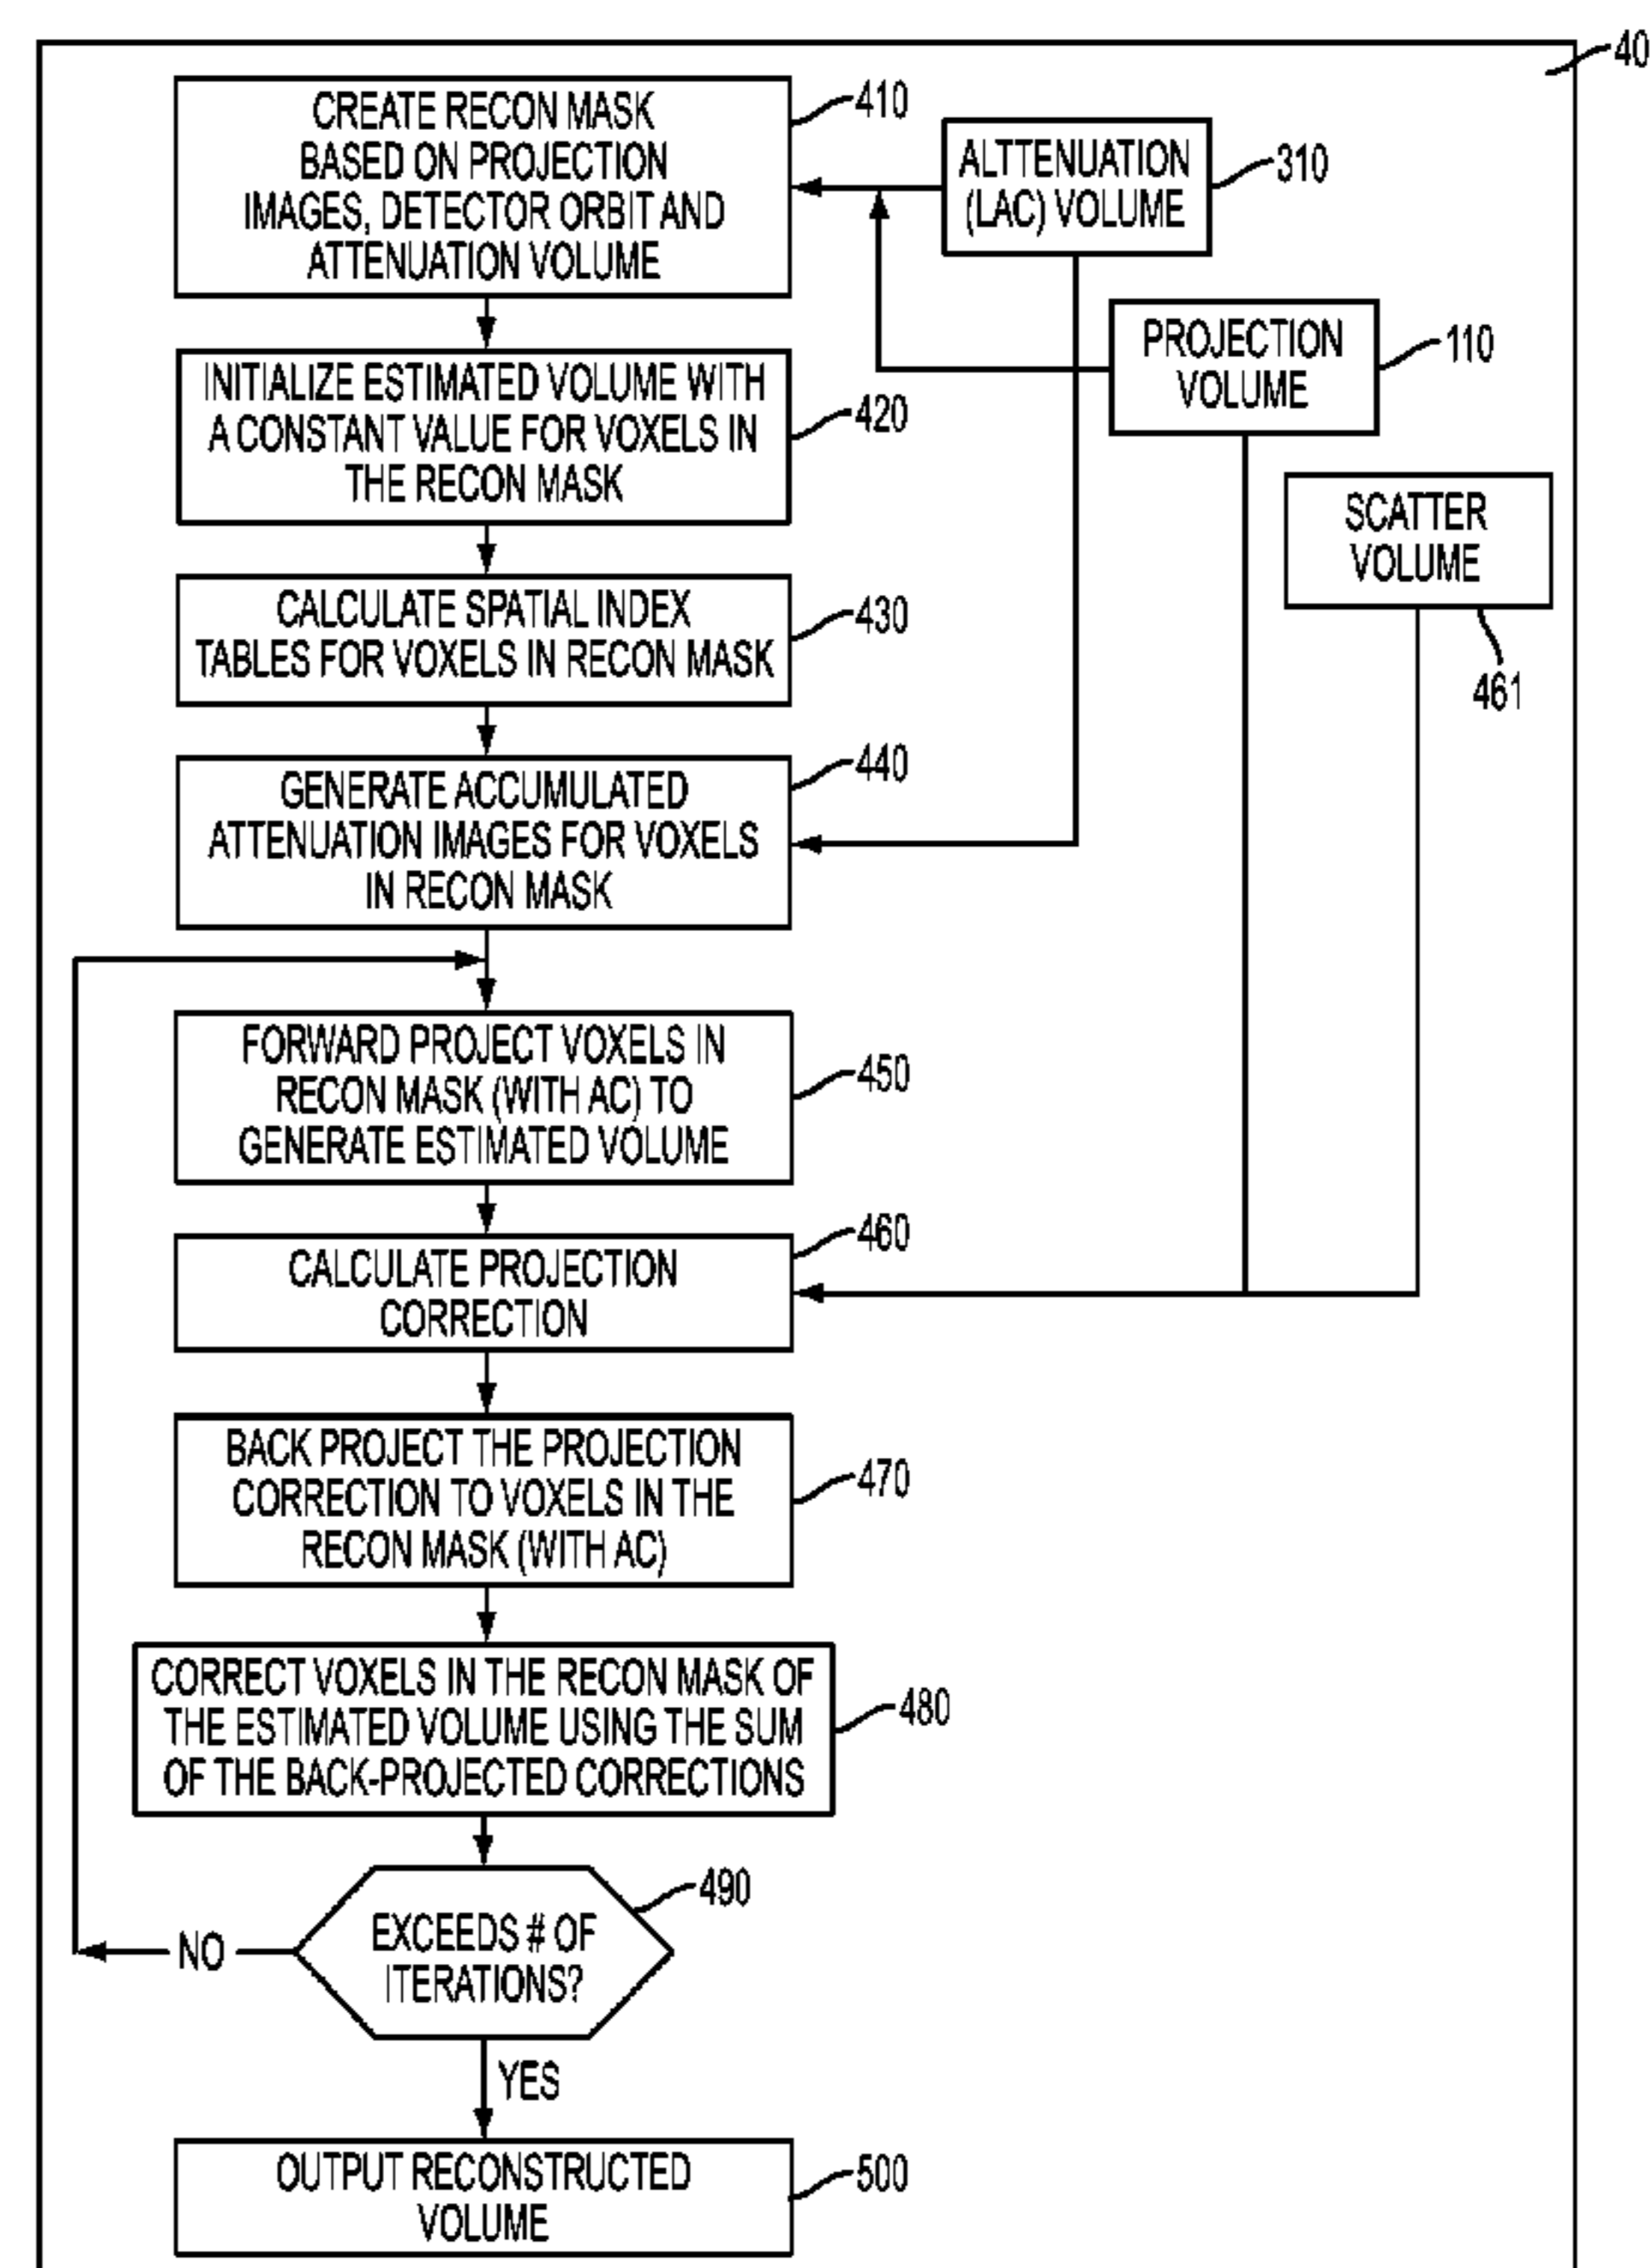 40
CREATE RECON MASK
BASED ON PROJECTION
IMAGES, DETECTOR ORBIT AND
ATTENUATION VOLUME
410
ALTTENUATION
(LAC) VOLUME
310
PROJECTION
VOLUME
110
INITIALIZE ESTIMATED VOLUME WITH
A CONSTANT VALUE FOR VOXELS IN
THE RECON MASK
420
SCATTER
VOLUME
461
CALCULATE SPATIAL INDEX
TABLES FOR VOXELS IN RECON MASK
430
GENERATE ACCUMULATED
ATTENUATION IMAGES FOR VOXELS
IN RECON MASK
440
FORWARD PROJECT VOXELS IN
RECON MASK (WITH AC) TO
GENERATE ESTIMATED VOLUME
450
CALCULATE PROJECTION
CORRECTION
460
BACK PROJECT THE PROJECTION
CORRECTION TO VOXELS IN THE
RECON MASK (WITH AC)
470
CORRECT VOXELS IN THE RECON MASK OF
THE ESTIMATED VOLUME USING THE SUM
OF THE BACK-PROJECTED CORRECTIONS
480
EXCEEDS # OF
ITERATIONS?
490
NO
YES
OUTPUT RECONSTRUCTED
VOLUME
500